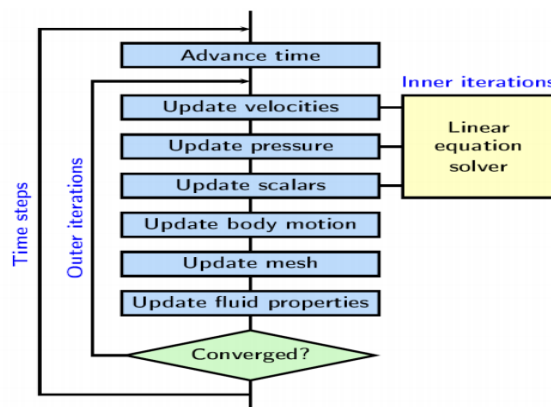 Advance time
Inner iterations
Update velocities
Linear
equation
solver
Update pressure
Update scalars
Update body motion
Update mesh
Update fluid properties
Converged?
Outer iterations
Time steps